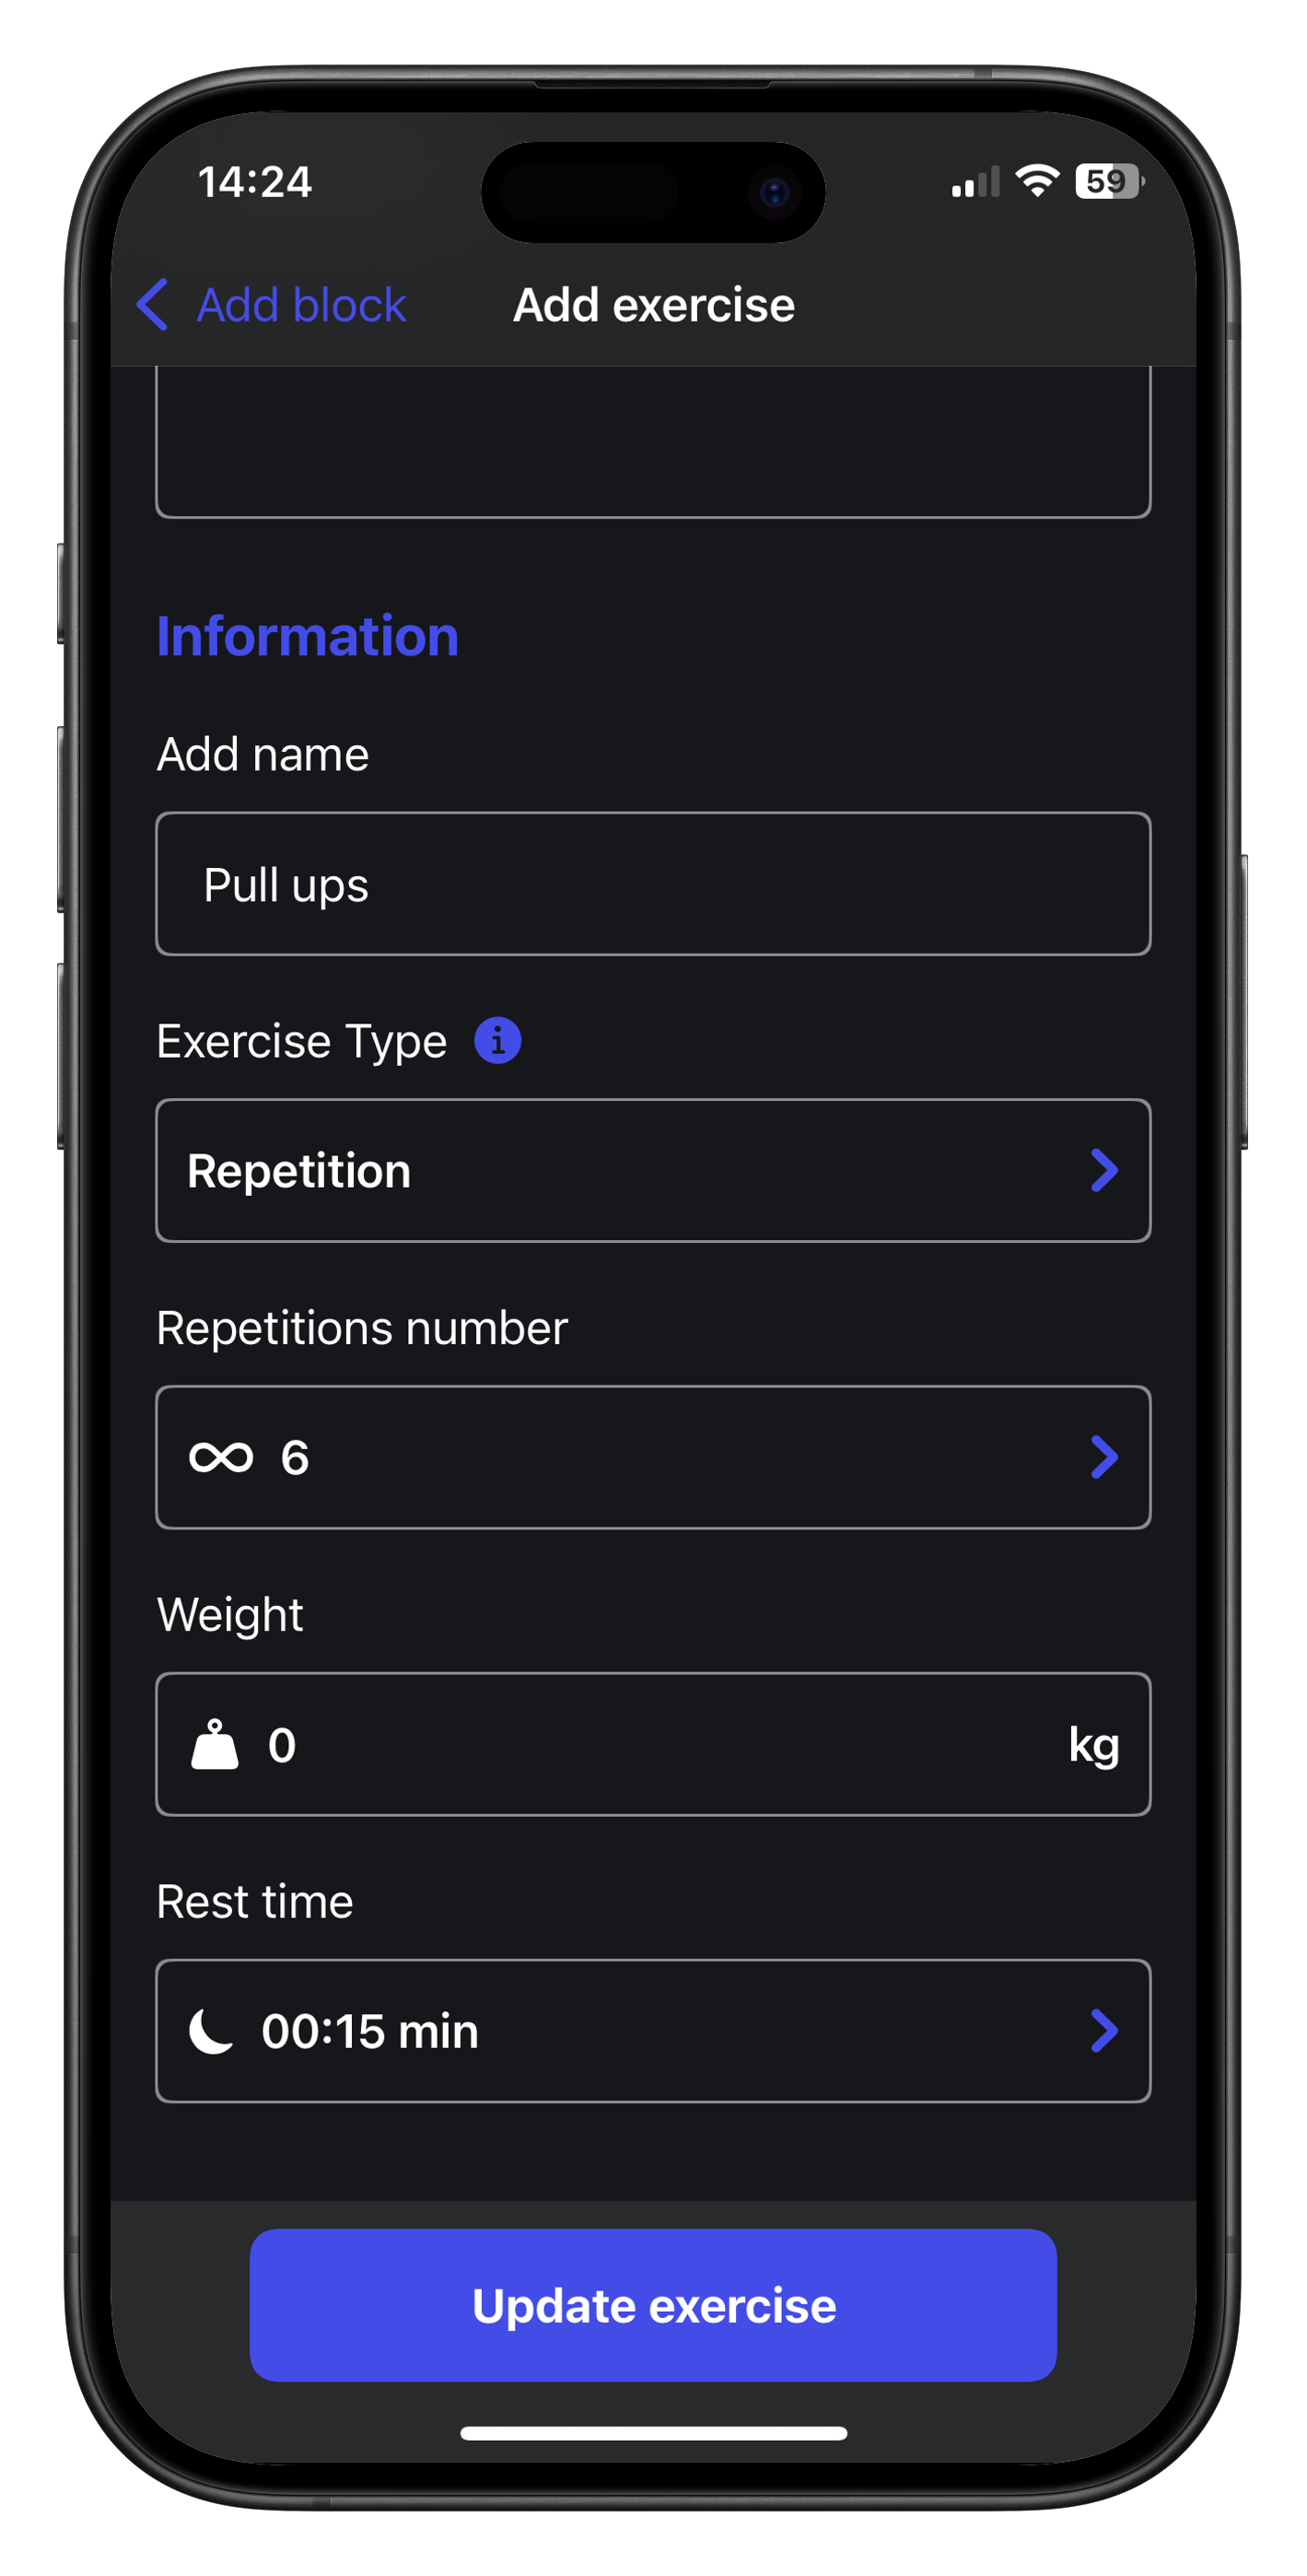 14:24
59
Add block
Add exercise
Information
Add name
Pull ups
Exercise Type
Repetition
Repetitions number
6
Weight
0 kg
Rest time
00:15 min
Update exercise